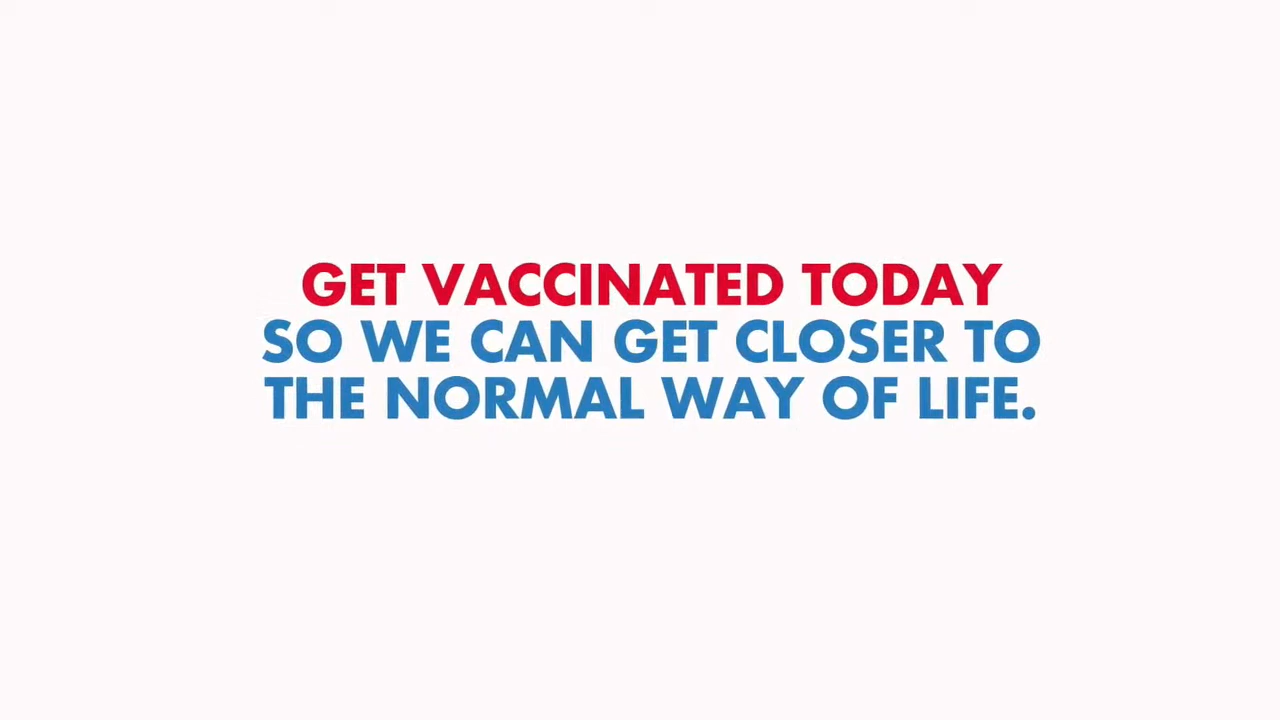 GET VACCINATED TODAY
SO WE CAN GET CLOSER TO
THE NORMAL WAY OF LIFE.